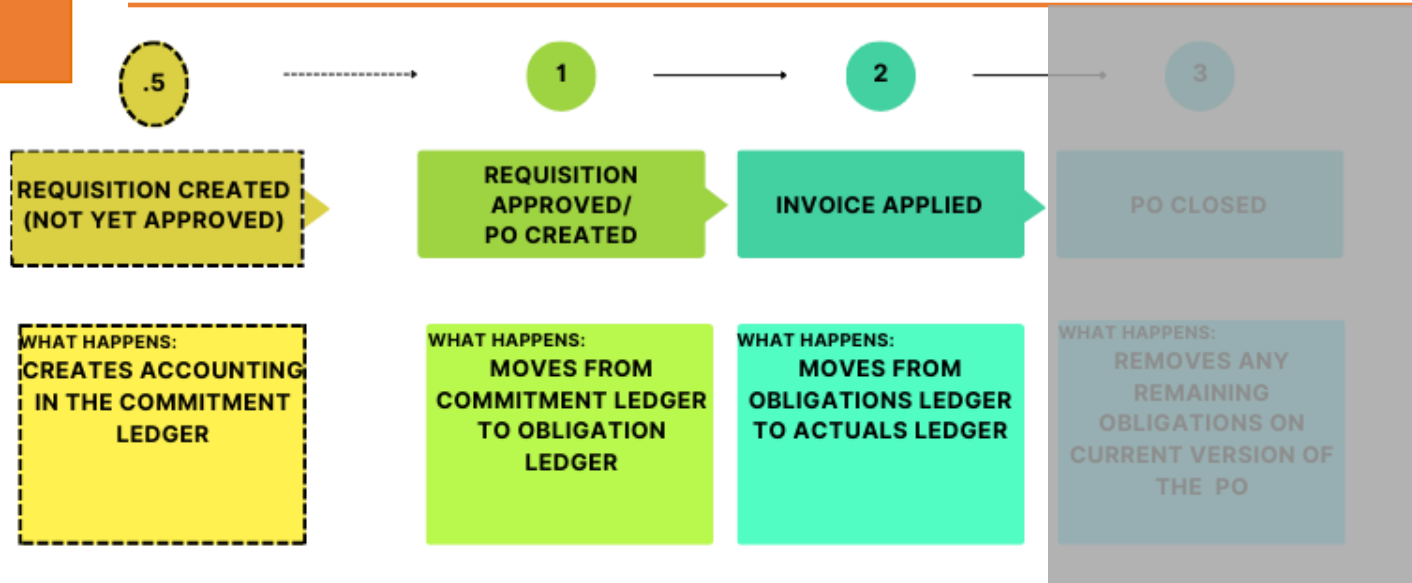 .5
1
2
3
REQUISITION CREATED
(NOT YET APPROVED)
REQUISITION
APPROVED/
PO CREATED
INVOICE APPLIED
PO CLOSED
WHAT HAPPENS:
CREATES ACCOUNTING
IN THE COMMITMENT
LEDGER
WHAT HAPPENS:
MOVES FROM
COMMITMENT LEDGER
TO OBLIGATION
LEDGER
WHAT HAPPENS:
MOVES FROM
OBLIGATIONS LEDGER
TO ACTUALS LEDGER
WHAT HAPPENS:
REMOVES ANY
REMAINING
OBLIGATIONS ON
CURRENT VERSION OF
THE PO